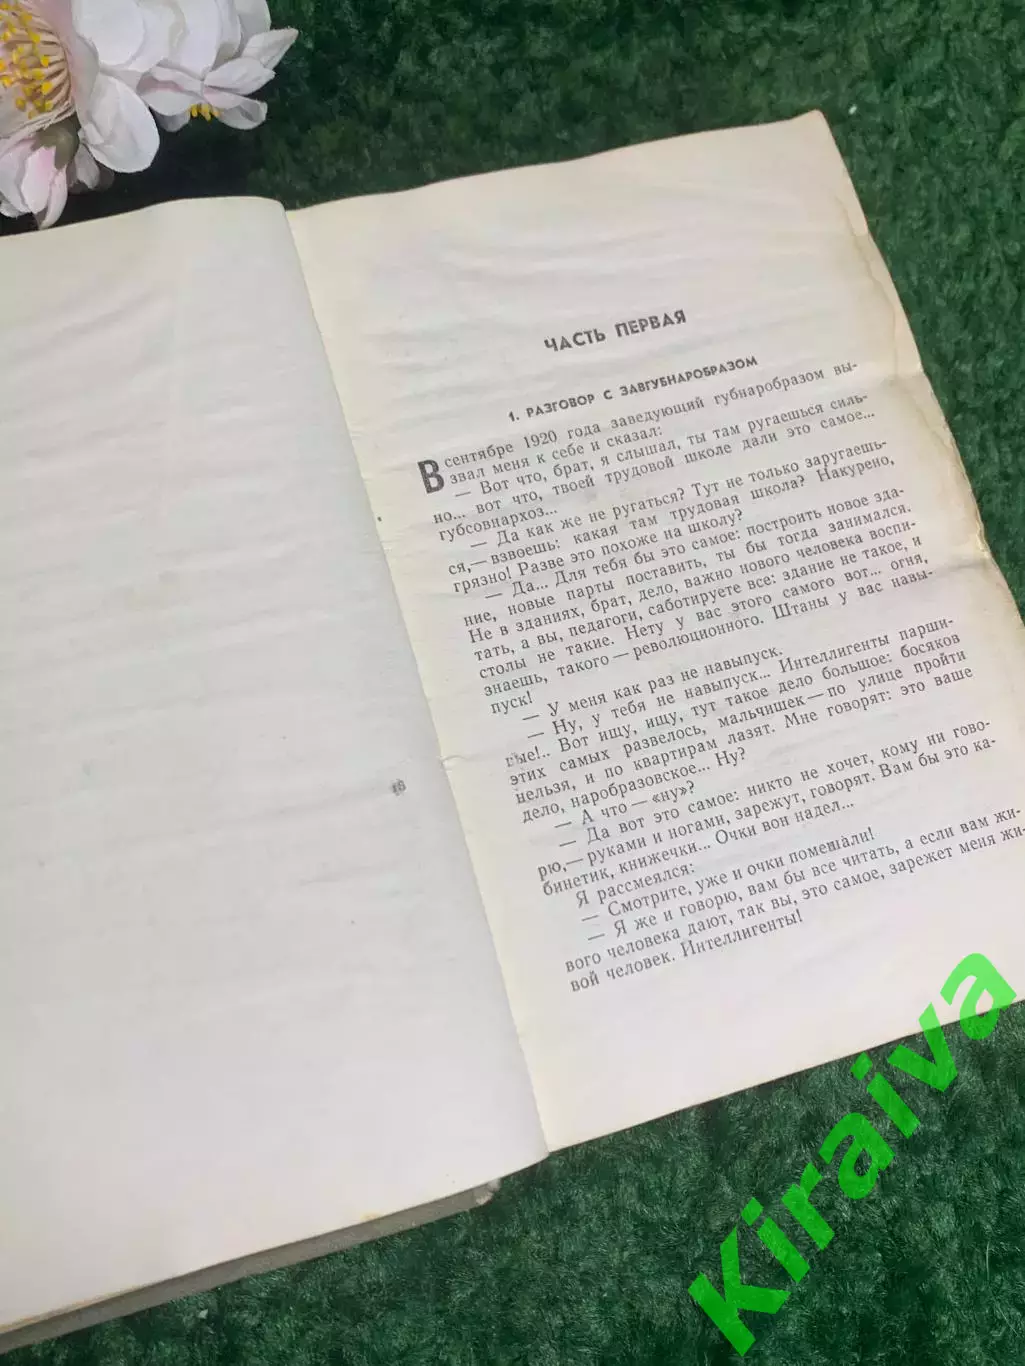 ЧАСТЬ ПЕРВАЯ
1. РАЗГОВОР С ЗАВГУБНАРОБРАЗОМ
В сентябре 1920 года заведующий губнаробразом вы-
звал меня к себе и сказал:
— Вот что, брат, я слышал, ты там ругаешься силь-
но... вот что, твоей трудовой школе дали это самое...
губсовнархоз...
— Да как же не ругаться? Тут не только заругаешь-
ся,— взвоешь: какая там трудовая школа? Накурено,
грязно! Разве это похоже на школу?
— Да... Для тебя бы это самое: построить новое зда-
ние, новые парты поставить, ты бы тогда занимался.
Не в зданиях, брат, дело, важно нового человека воспи-
тать, а вы, педагоги, саботируете все: здание не такое, и
столы не такие. Нету у вас этого самого вот... огня,
знаешь, такого — революционного. Штаны у вас навы-
пуск!
— У меня как раз не навыпуск.
— Ну, у тебя не навыпуск... Интеллигенты парши-
гые!.. Вот ищу, ищу, тут такое дело большое: босяков
этих самых развелось, мальчишек — по улице пройти
нельзя, и по квартирам лазят. Мне говорят: это ваше
дело, наробразовское... Ну?
— А что — «ну»?
— Да вот это самое: никто не хочет, кому ни гово-
рю,— руками и ногами, зарежут, говорят. Вам бы это ка-
бинетик, книжечки... Очки вон надел...
Я рассмеялся:
— Смотрите, уже и очки помешали!
— Я же и говорю, вам бы все читать, а если вам жи-
вого человека дают, так вы, это самое, зарежет меня жи-
вой человек. Интеллигенты!
Kiraiva